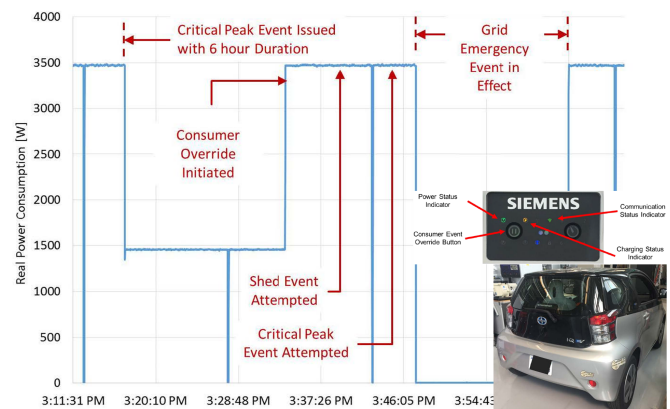 4000
3500
3000
2500
2000
1500
1000
500
0
Real Power Consumption [W]
3:11:31 PM
3:20:10 PM
3:28:48 PM
3:37:26 PM
3:46:05 PM
3:54:43
Critical Peak Event Issued
with 6 hour Duration
Grid
Emergency
Event in
Effect
Consumer
Override
Initiated
Shed Event
Attempted
Critical Peak
Event Attempted
Power Status
Indicator
Consumer Event
Override Button
SIEMENS
Communication
Status Indicator
Charging Status
Indicator